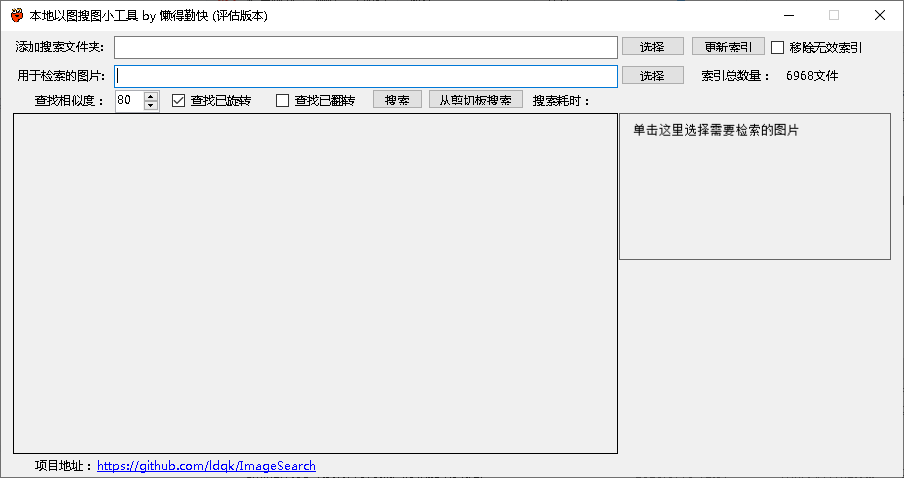 本地以图搜图小工具 by 懒得勤快 (评估版本)
添加搜索文件夹: 选择 更新索引 移除无效索引
用于检索的图片: 选择 索引总数量： 6968文件
查找相似度： 80 查找已旋转 查找已翻转 搜索 从剪切板搜索 搜索耗时：
单击这里选择需要检索的图片
项目地址：https://github.com/ldqk/ImageSearch